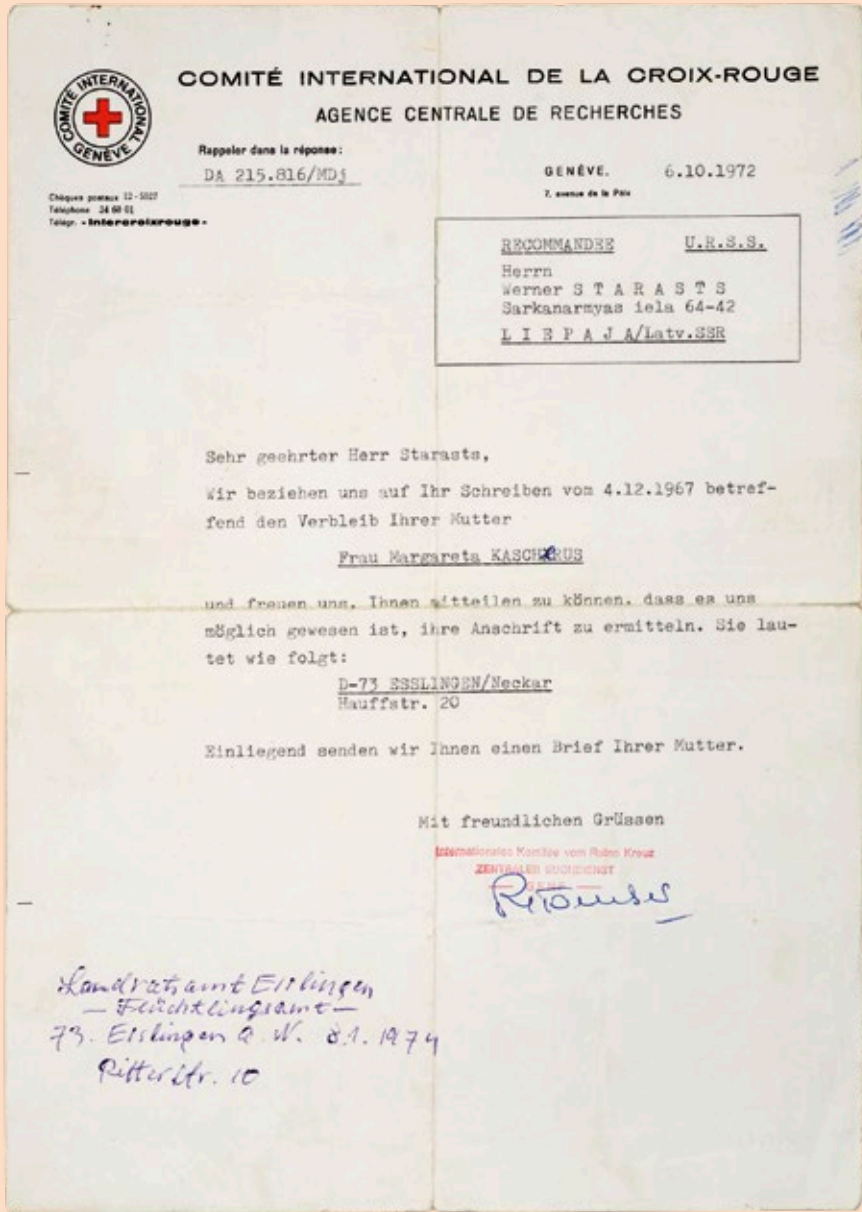 COMITÉ INTERNATIONAL GENÈVE
COMITÉ INTERNATIONAL DE LA CROIX-ROUGE
AGENCE CENTRALE DE RECHERCHES
Rappeler dans la réponse:
DA 215.816/MDj
GENÈVE. 6.10.1972
7, avenue de la Paix
Chèques postaux 12-5527
Téléphone 34 60 01
Télégr. -Intercroixrouge-
RECOMMANDEE U.R.S.S.
Herrn
Werner S T A R A S T S
Sarkanarmyas iela 64-42
L I E P A J A/Latv.SSR
Sehr geehrter Herr Starasts,
Wir beziehen uns auf Ihr Schreiben vom 4.12.1967 betref-
fend den Verbleib Ihrer Mutter
Frau Margareta
und freuen uns, Ihnen mitteilen zu können, dass es uns
möglich gewesen ist, ihre Anschrift zu ermitteln. Sie lau-
tet wie folgt:
D-73 ESSLINGEN/Neckar
Hauffstr. 20
Einliegend senden wir Ihnen einen Brief Ihrer Mutter.
Mit freundlichen Grüssen
Internationales Komitee vom Roten Kreuz
ZENTRALER SUCHDIENST
— GENF —
Landratsamt Esslingen
— Flüchtlingsamt —
73. Esslingen a. N. 8.1.1974
Ritterstr. 10